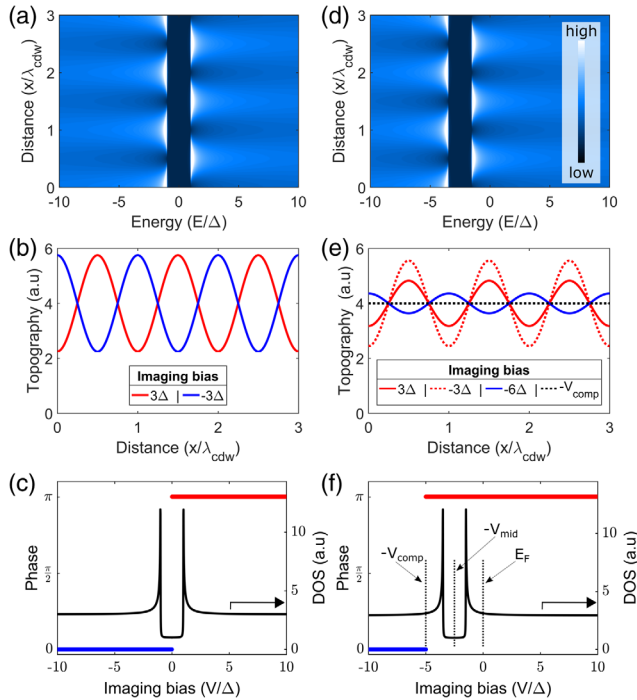 (a)
3
2
1
0
Distance (x/λcdw)
-10
-5
0
5
10
Energy (E/Δ)
(d)
3
2
1
0
Distance (x/λcdw)
high
low
-10
-5
0
5
10
Energy (E/Δ)
(b)
6
4
2
0
Topography (a.u)
Imaging bias
3Δ | -3Δ
0
1
2
3
Distance (x/λcdw)
(e)
6
4
2
0
Topography (a.u)
Imaging bias
3Δ | -3Δ | -6Δ | -Vcomp
0
1
2
3
Distance (x/λcdw)
(c)
π
π/2
0
Phase
10
5
0
DOS (a.u)
-10
-5
0
5
10
Imaging bias (V/Δ)
(f)
π
π/2
0
Phase
-Vcomp
-Vmid
EF
10
5
0
DOS (a.u)
-10
-5
0
5
10
Imaging bias (V/Δ)